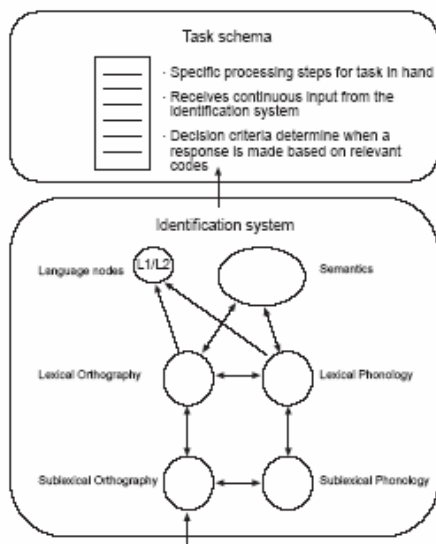 Task schema
· Specific processing steps for task in hand
· Receives continuous input from the
identification system
· Decision criteria determine when a
response is made based on relevant
codes
Identification system
Language nodes
L1/L2
Semantics
Lexical Orthography
Lexical Phonology
Sublexical Orthography
Sublexical Phonology